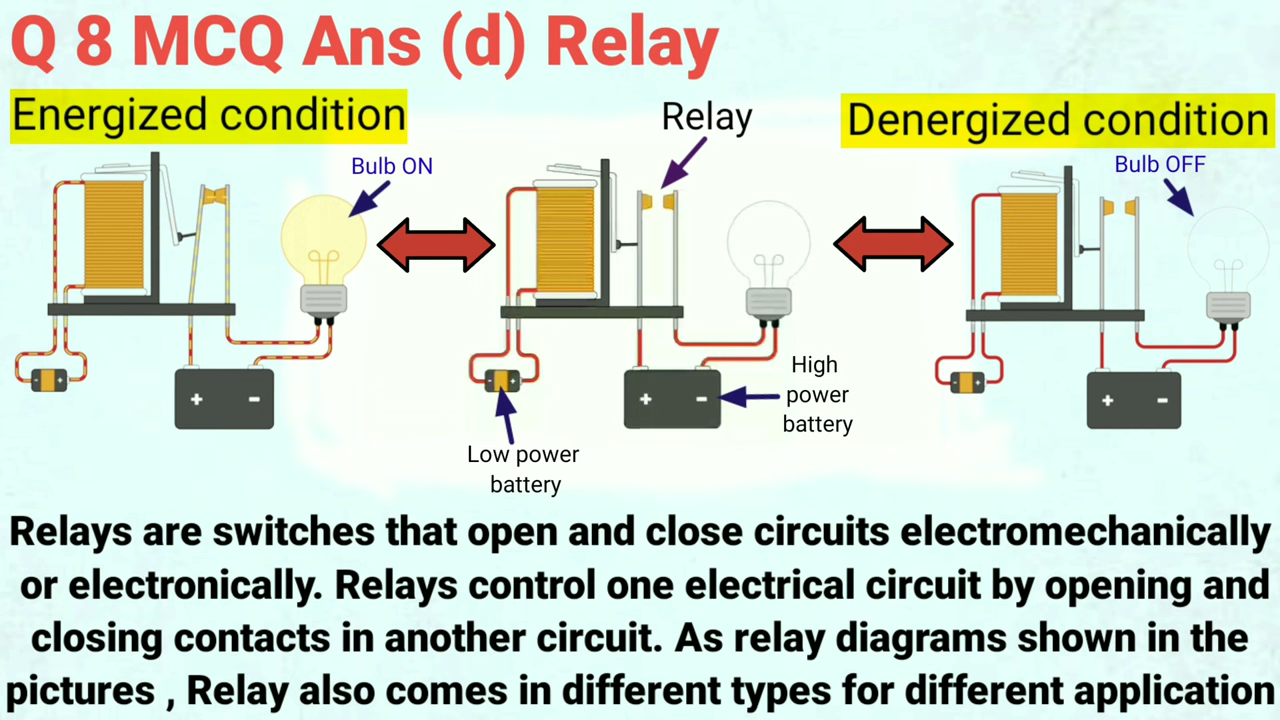 Q 8 MCQ Ans (d) Relay
Energized condition
Relay
Denergized condition
Bulb ON
Bulb OFF
- +
+ -
- +
+ -
- +
+ -
High
power
battery
Low power
battery
Relays are switches that open and close circuits electromechanically
or electronically. Relays control one electrical circuit by opening and
closing contacts in another circuit. As relay diagrams shown in the
pictures , Relay also comes in different types for different application